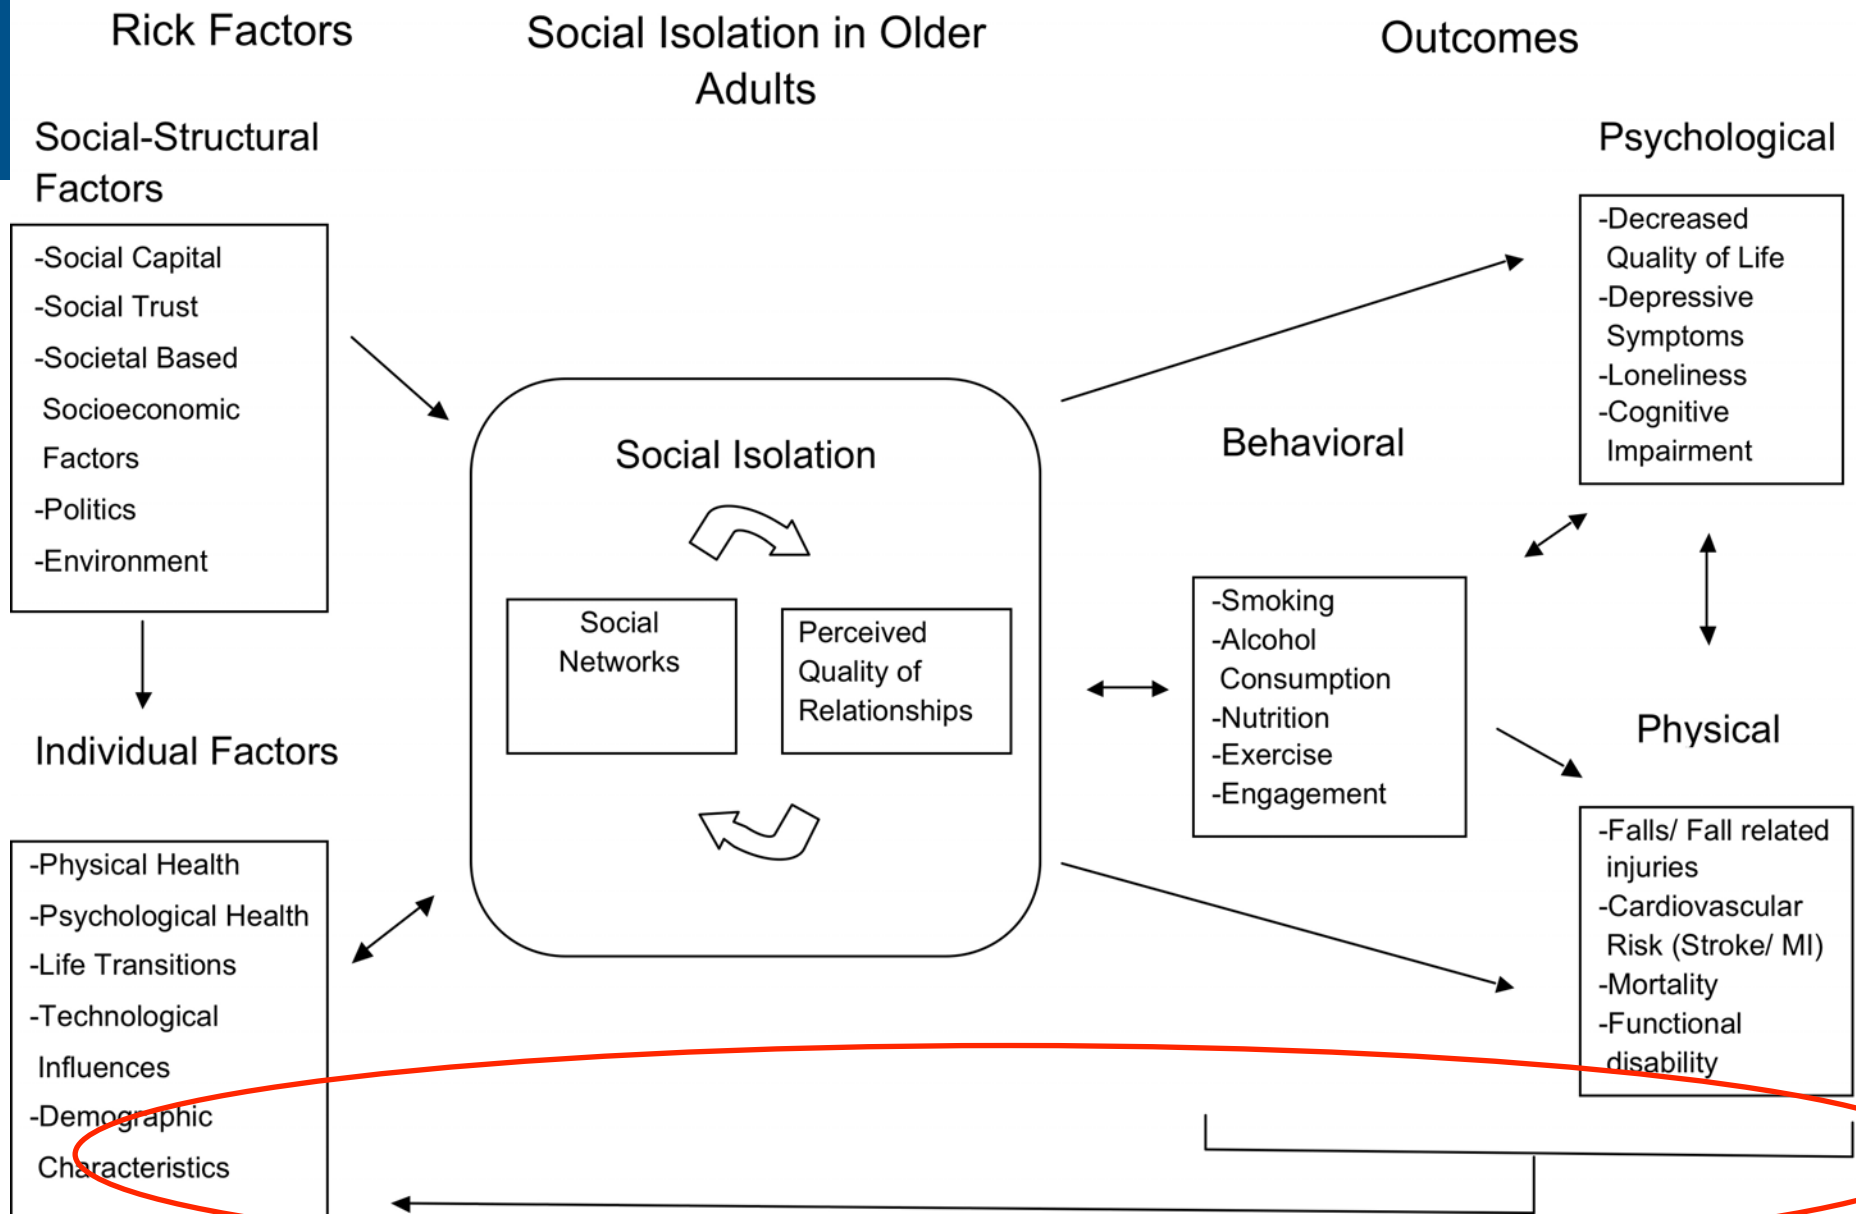 Rick Factors
Social Isolation in Older
Adults
Outcomes
Social-Structural
Factors
-Social Capital
-Social Trust
-Societal Based
Socioeconomic
Factors
-Politics
-Environment
Individual Factors
-Physical Health
-Psychological Health
-Life Transitions
-Technological
Influences
-Demographic
Characteristics
Social Isolation
Social
Networks
Perceived
Quality of
Relationships
Behavioral
-Smoking
-Alcohol
Consumption
-Nutrition
-Exercise
-Engagement
Psychological
-Decreased
Quality of Life
-Depressive
Symptoms
-Loneliness
-Cognitive
Impairment
Physical
-Falls/ Fall related
injuries
-Cardiovascular
Risk (Stroke/ MI)
-Mortality
-Functional
disability